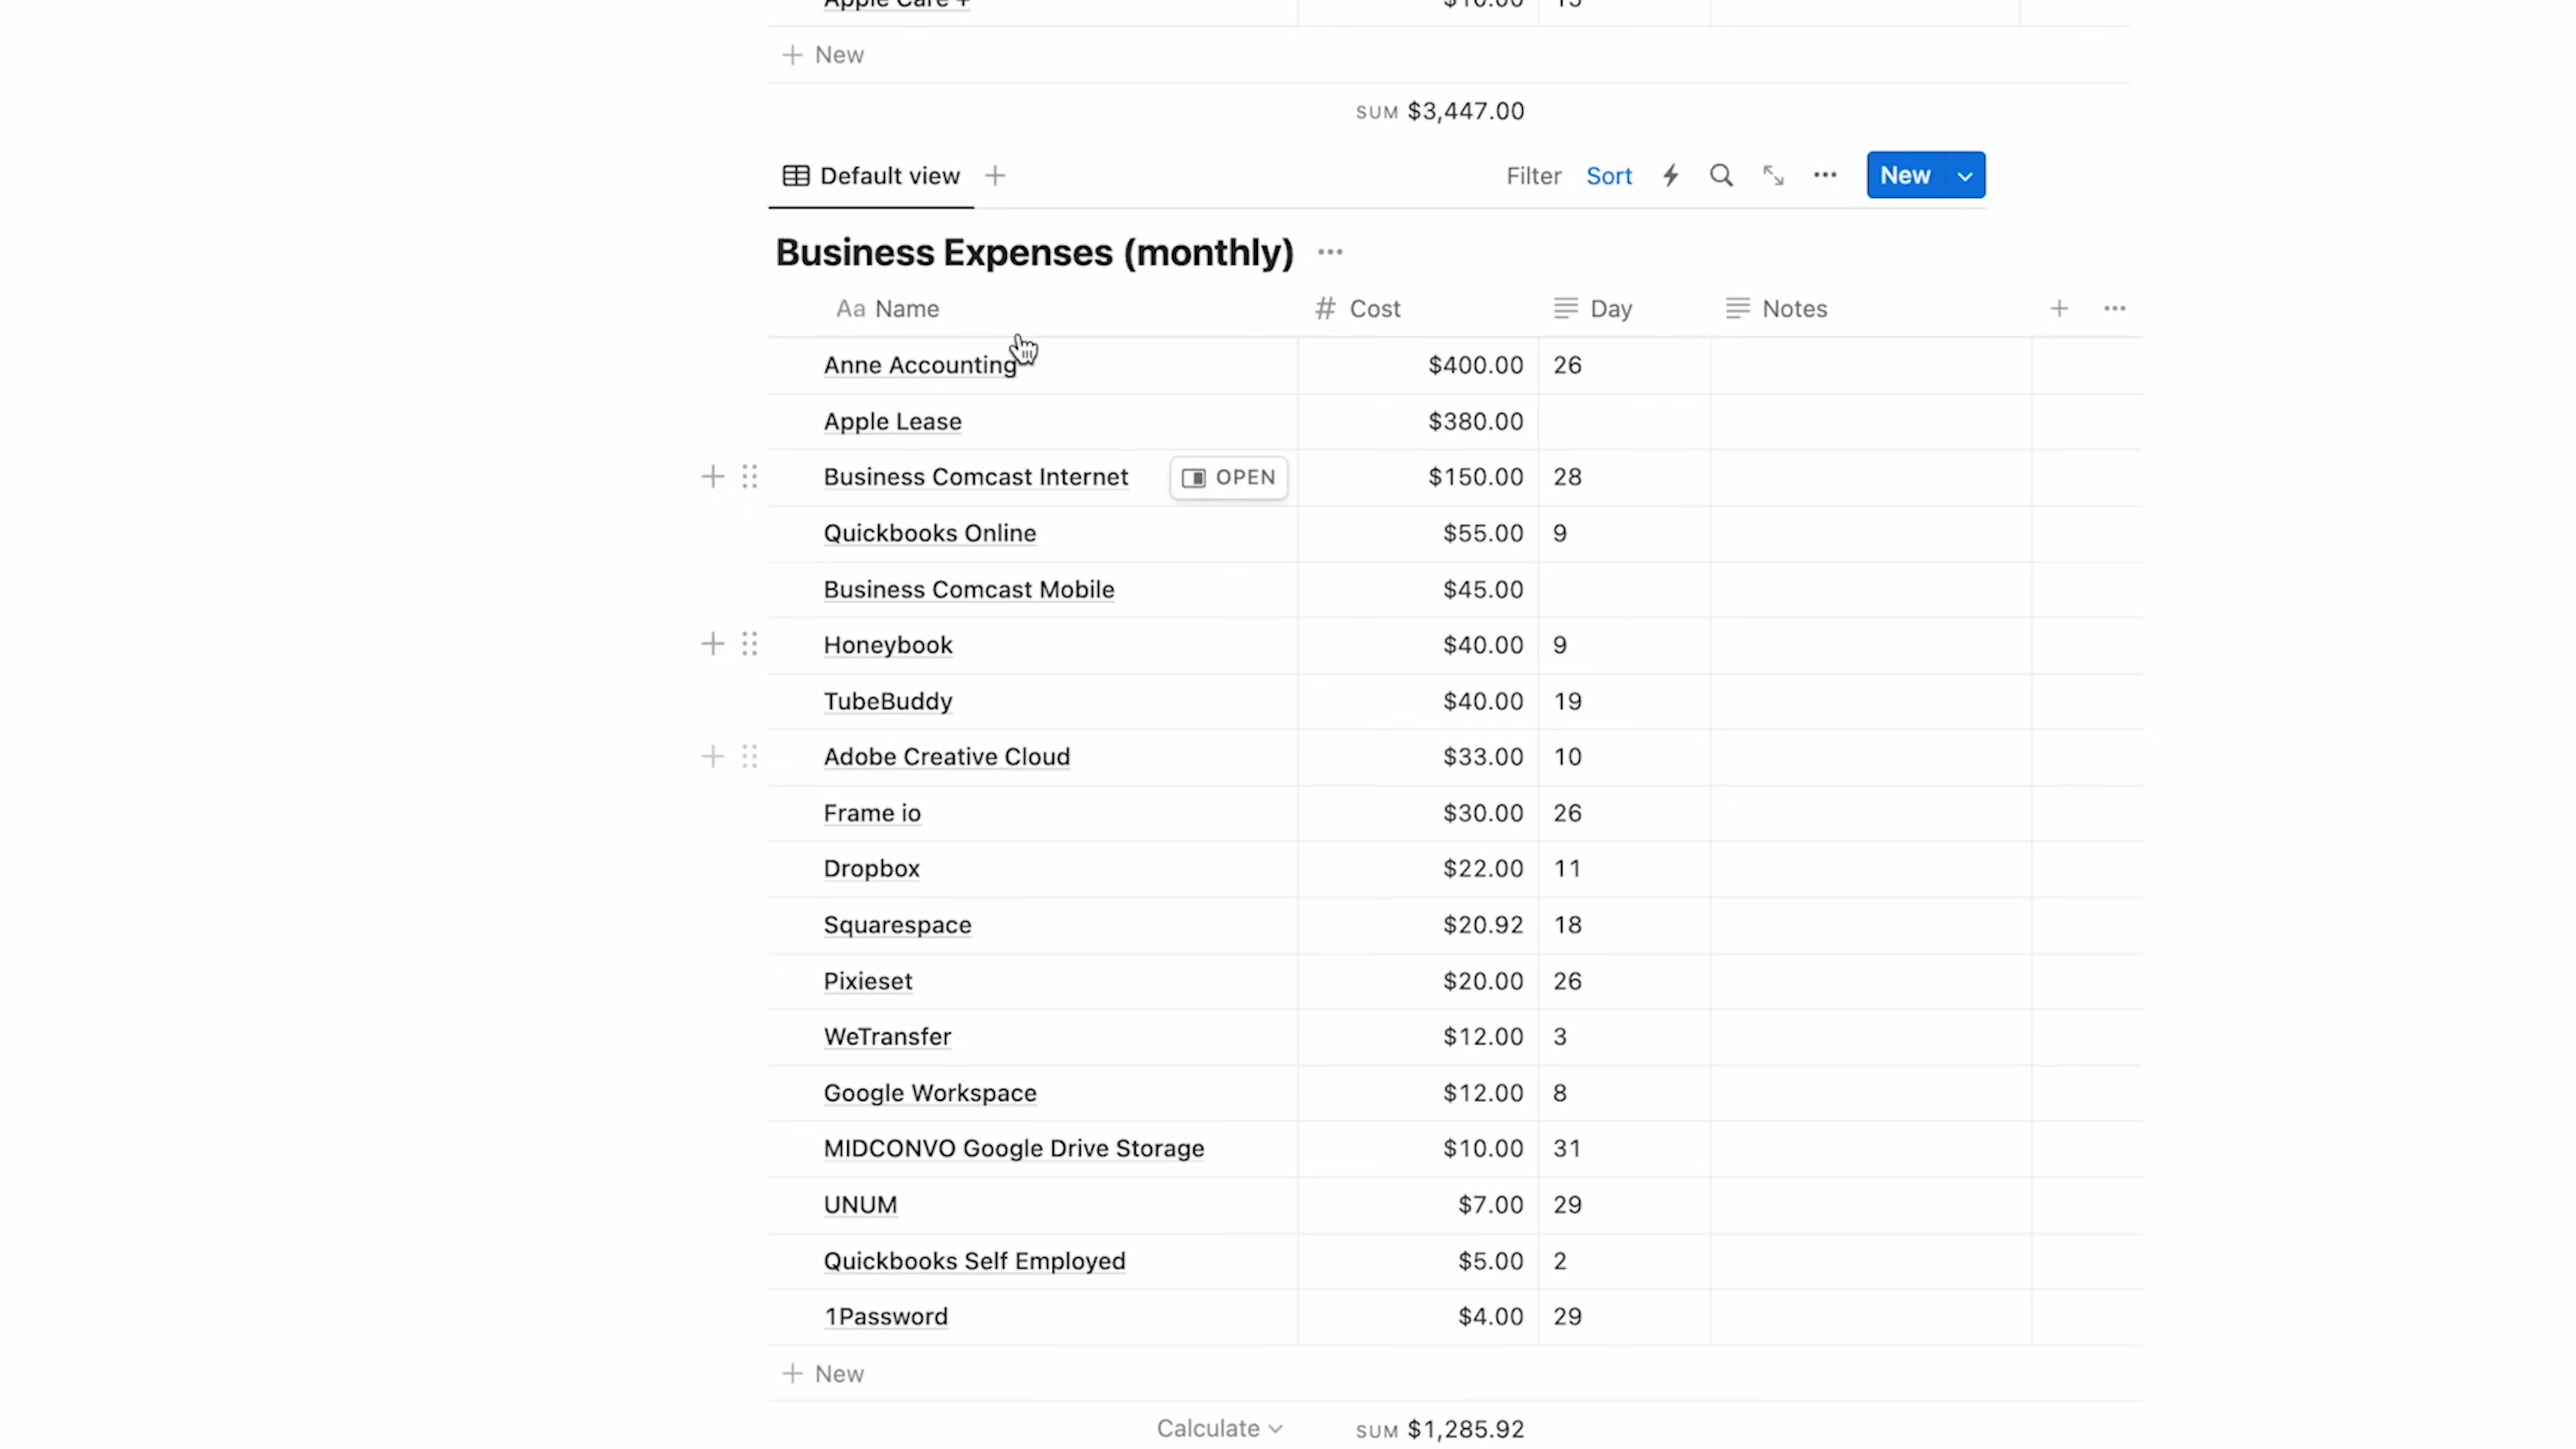 Apple Care + $10.00 15
New
SUM $3,447.00
Default view Filter Sort New
Business Expenses (monthly)
Aa Name # Cost Day Notes
Anne Accounting $400.00 26
Apple Lease $380.00
Business Comcast Internet OPEN $150.00 28
Quickbooks Online $55.00 9
Business Comcast Mobile $45.00
Honeybook $40.00 9
TubeBuddy $40.00 19
Adobe Creative Cloud $33.00 10
Frame io $30.00 26
Dropbox $22.00 11
Squarespace $20.92 18
Pixieset $20.00 26
WeTransfer $12.00 3
Google Workspace $12.00 8
MIDCONVO Google Drive Storage $10.00 31
UNUM $7.00 29
Quickbooks Self Employed $5.00 2
1Password $4.00 29
New
Calculate SUM $1,285.92